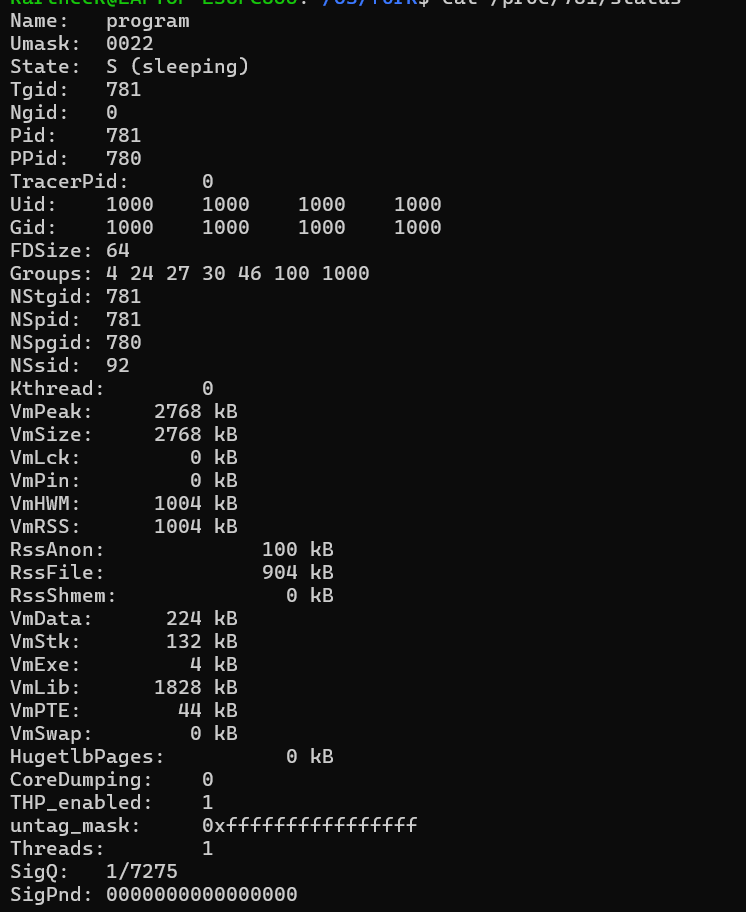 cat /proc/781/status
Name:   program
Umask:  0022
State:  S (sleeping)
Tgid:   781
Ngid:   0
Pid:    781
PPid:   780
TracerPid:      0
Uid:    1000    1000    1000    1000
Gid:    1000    1000    1000    1000
FDSize: 64
Groups: 4 24 27 30 46 100 1000
NStgid: 781
NSpid:  781
NSpgid: 780
NSsid:  92
Kthread:        0
VmPeak:     2768 kB
VmSize:     2768 kB
VmLck:         0 kB
VmPin:         0 kB
VmHWM:      1004 kB
VmRSS:      1004 kB
RssAnon:             100 kB
RssFile:             904 kB
RssShmem:              0 kB
VmData:      224 kB
VmStk:       132 kB
VmExe:         4 kB
VmLib:      1828 kB
VmPTE:        44 kB
VmSwap:        0 kB
HugetlbPages:          0 kB
CoreDumping:    0
THP_enabled:    1
untag_mask:     0xffffffffffffffff
Threads:        1
SigQ:   1/7275
SigPnd: 0000000000000000